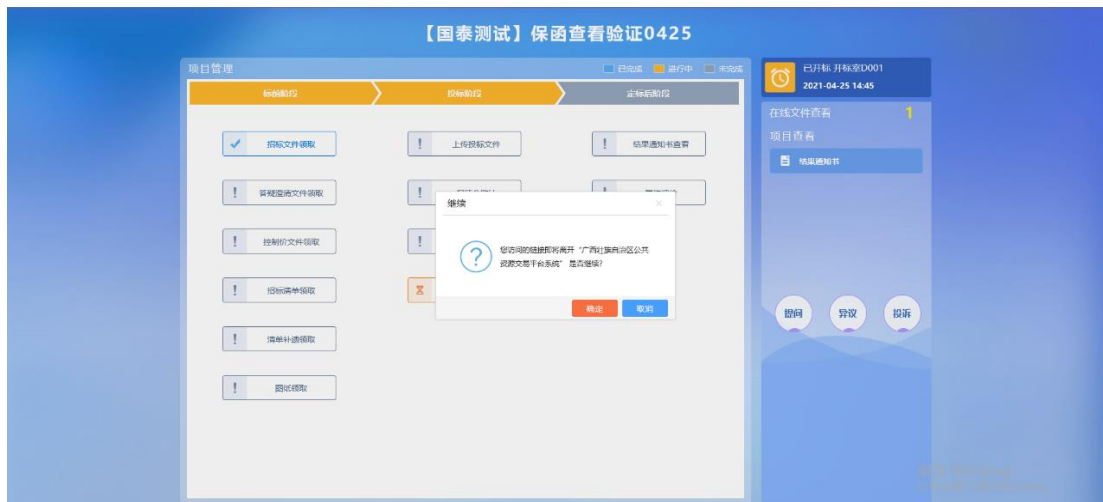 【国泰测试】保函查看验证0425
项目管理
已完成 进行中 未完成
投标阶段
定标后阶段
招标文件领取
答疑澄清文件领取
控制价文件领取
招标清单领取
清单补遗领取
图纸领取
上传投标文件
结果通知书查看
继续
您访问的链接即将离开“广西壮族自治区公共
资源交易平台系统”是否继续?
确定 取消
已开标 开标室D001
2021-04-25 14:45
在线文件查看 1
项目查看
结果通知书
提问 异议 投诉